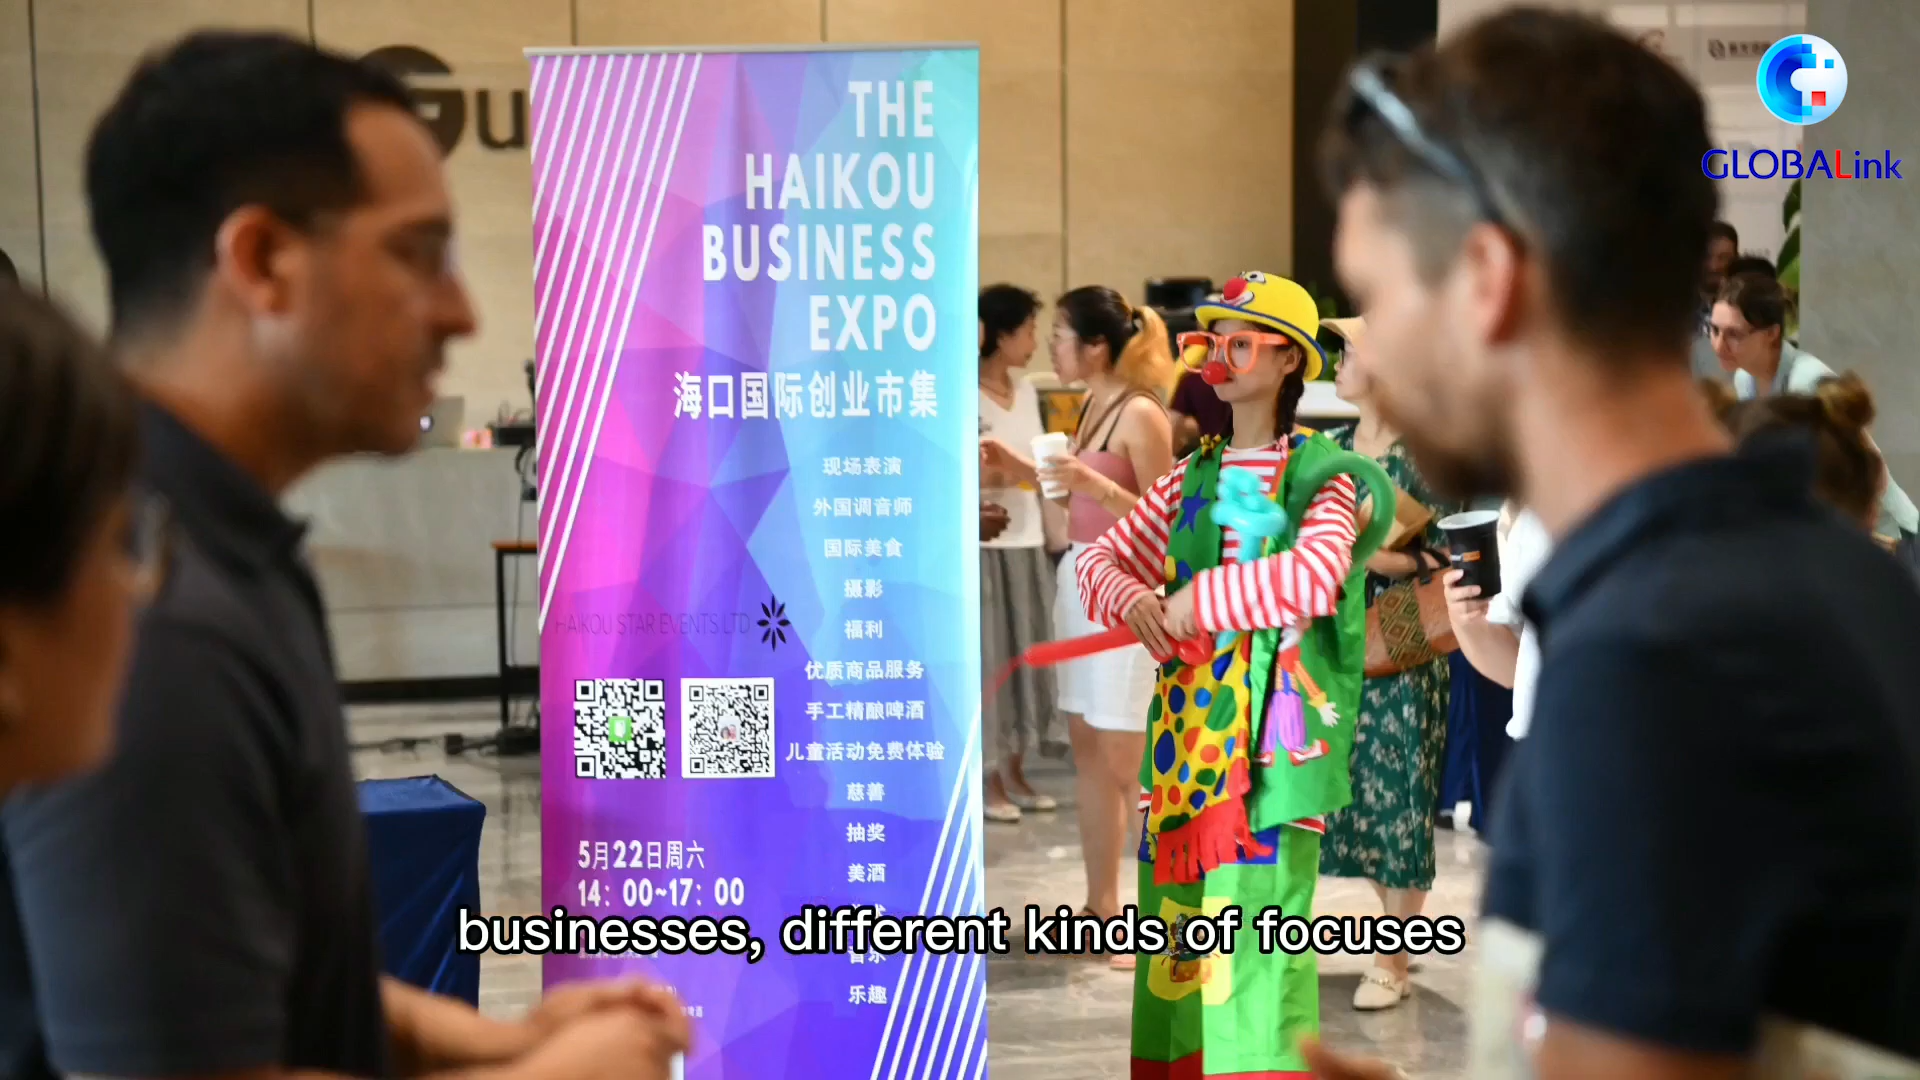 GLOBALink
THE
HAIKOU
BUSINESS
EXPO
海口国际创业市集
现场表演
外国调音师
国际美食
摄影
福利
HAIKOU STAR EVENTS LTD
优质商品服务
手工精酿啤酒
儿童活动免费体验
慈善
抽奖
美酒
音乐
乐趣
5月22日周六
14：00~17：00
businesses, different kinds of focuses